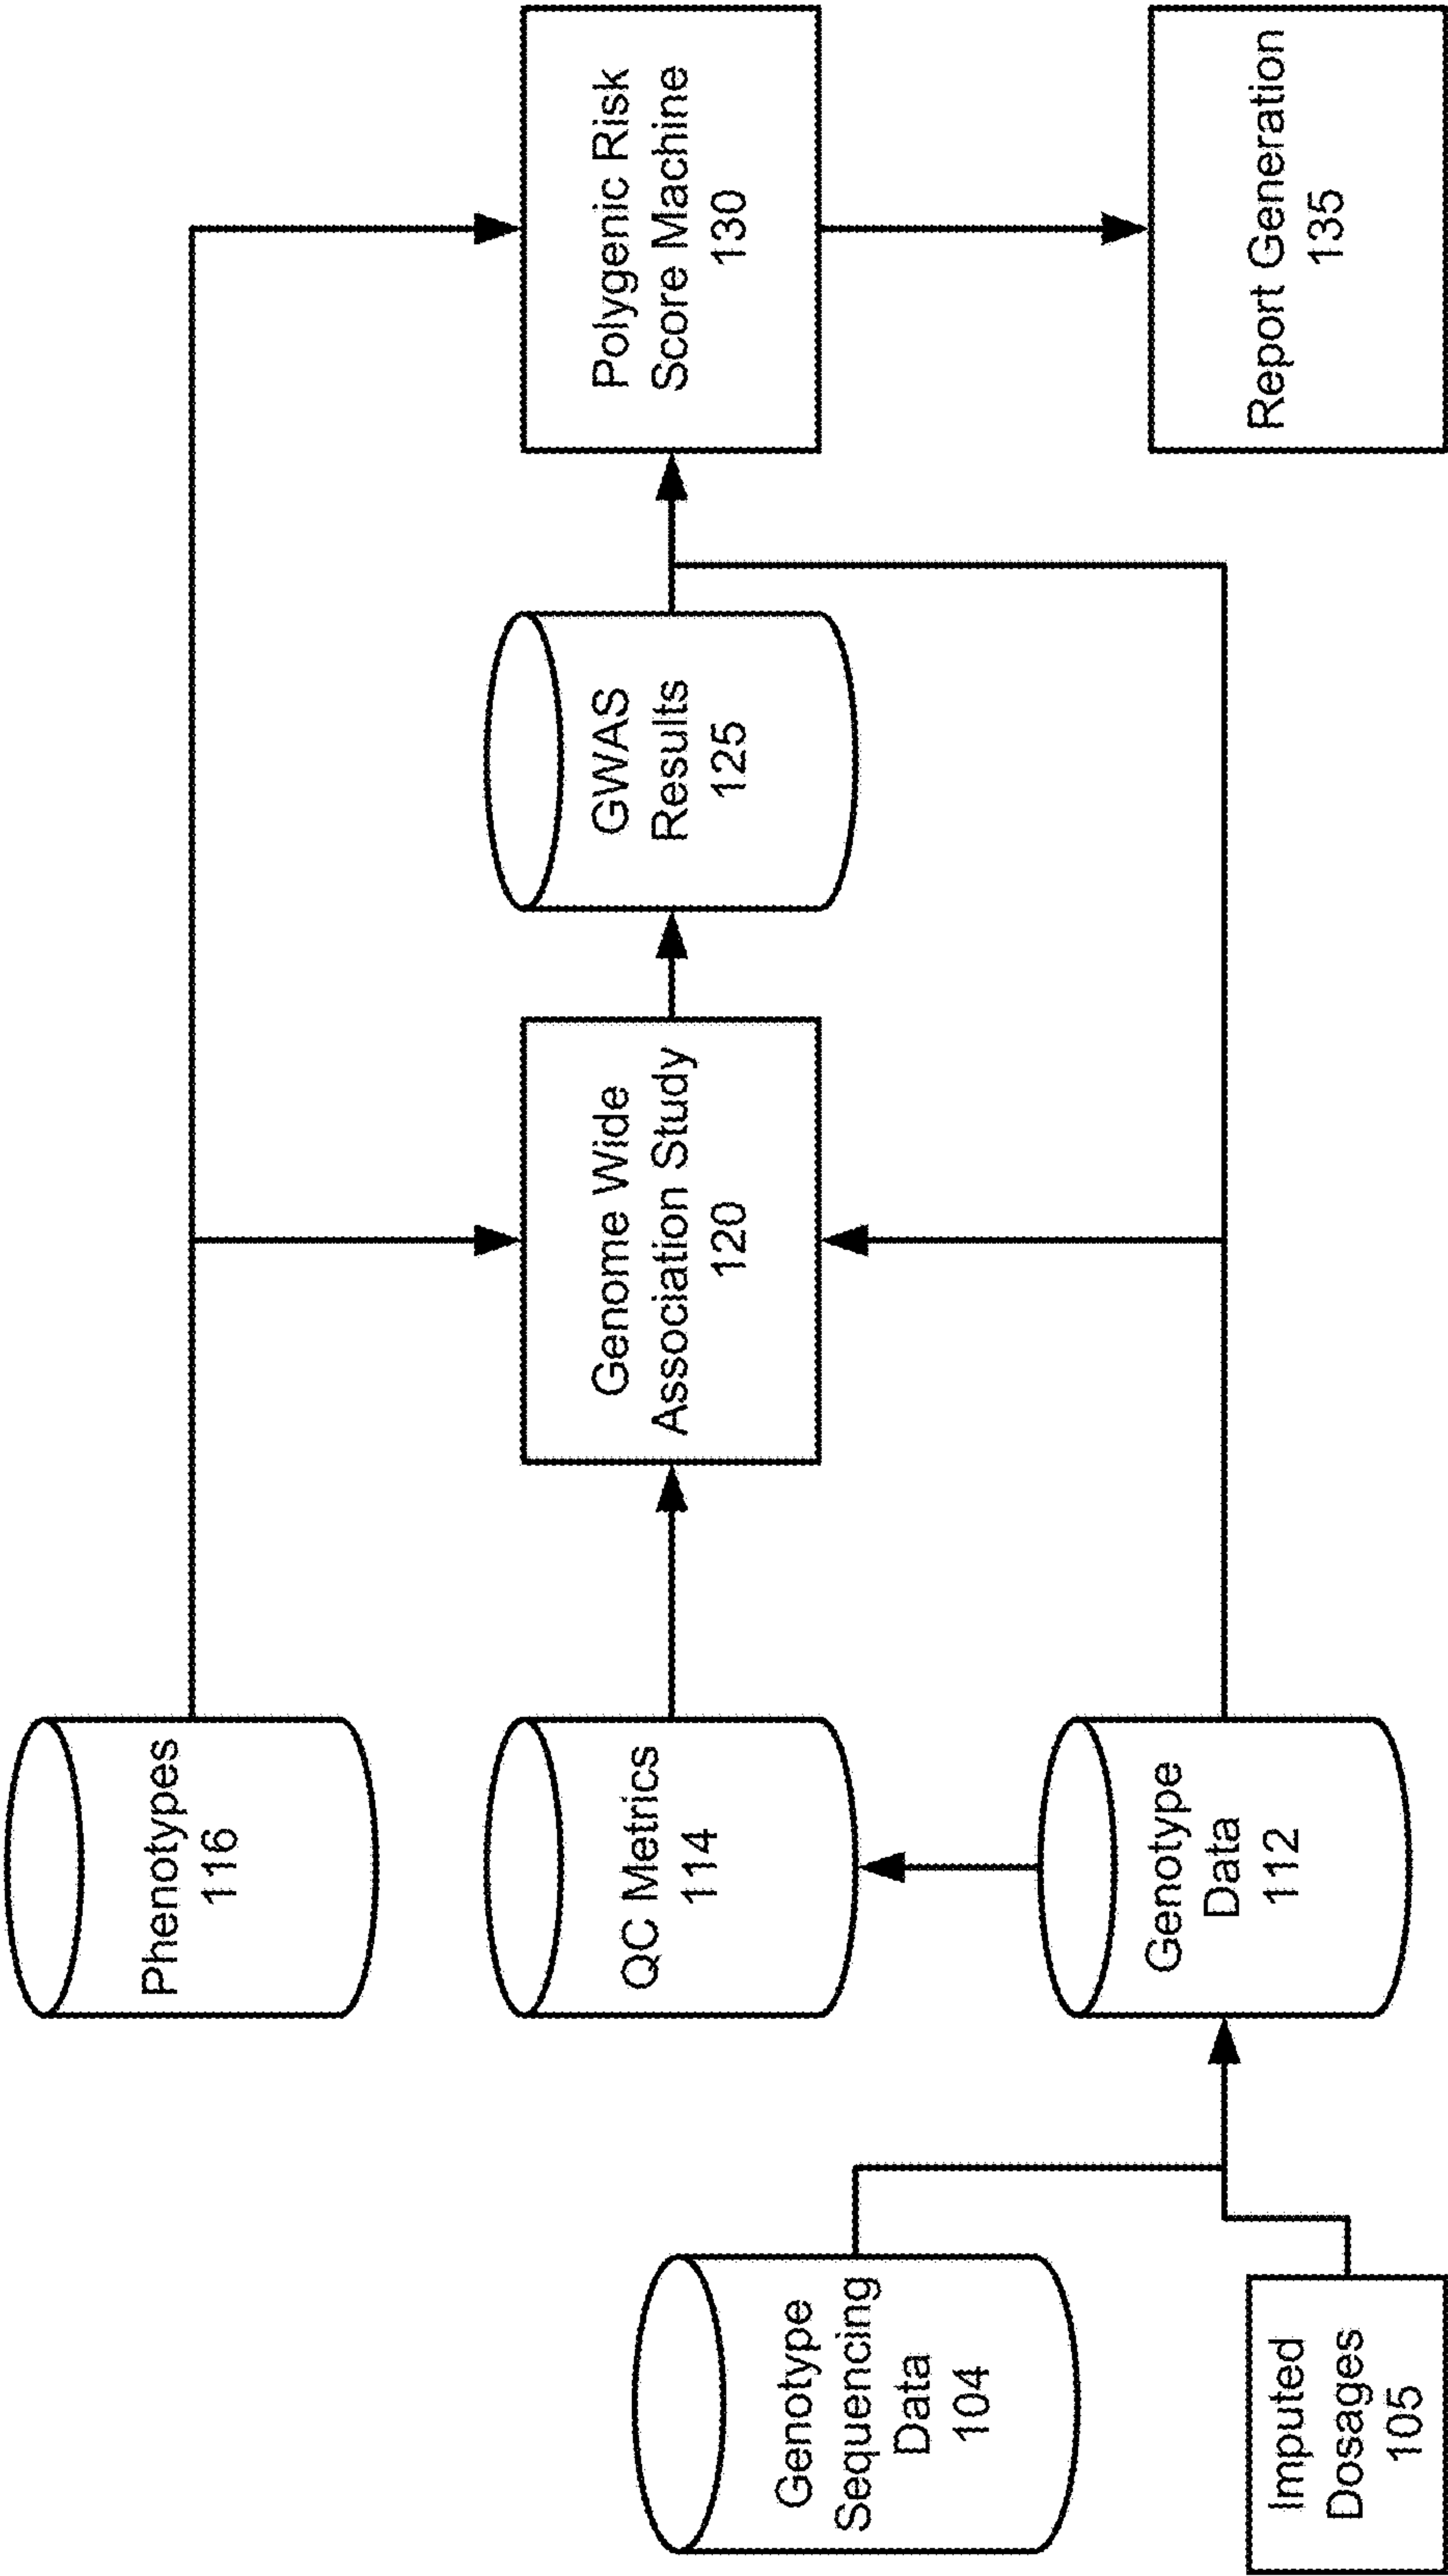 Phenotypes
116
QC Metrics
114
Genome Wide
Association Study
120
GWAS
Results
125
Polygenic Risk
Score Machine
130
Genotype
Sequencing
Data
104
Imputed
Dosages
105
Genotype
Data
112
Report Generation
135